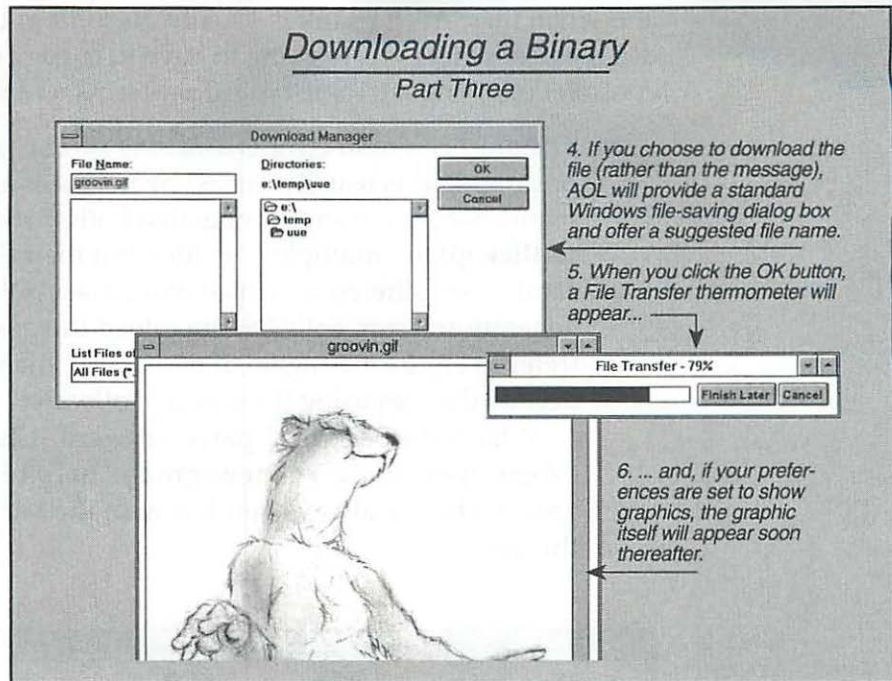 Downloading a Binary
Part Three
Download Manager
File Name:
groovin.gif
Directories:
e:\temp\uue
e:\
temp
uue
OK
Cancel
List Files of
All Files (*.
4. If you choose to download the
file (rather than the message),
AOL will provide a standard
Windows file-saving dialog box
and offer a suggested file name.
5. When you click the OK button,
a File Transfer thermometer will
appear...
File Transfer - 79%
Finish Later
Cancel
groovin.gif
6. ... and, if your prefer-
ences are set to show
graphics, the graphic
itself will appear soon
thereafter.